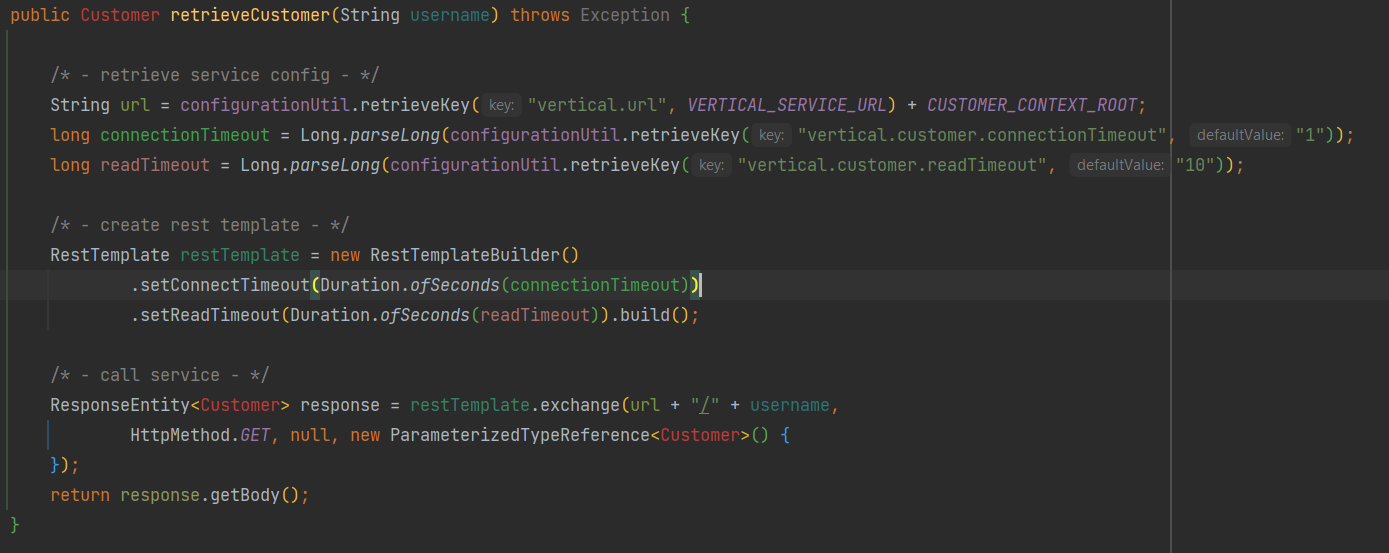 public Customer retrieveCustomer(String username) throws Exception {
/* - retrieve service config - */
String url = configurationUtil.retrieveKey( key: "vertical.url", VERTICAL_SERVICE_URL) + CUSTOMER_CONTEXT_ROOT;
long connectionTimeout = Long.parseLong(configurationUtil.retrieveKey( key: "vertical.customer.connectionTimeout", defaultValue: "1"));
long readTimeout = Long.parseLong(configurationUtil.retrieveKey( key: "vertical.customer.readTimeout", defaultValue: "10"));
/* - create rest template - */
RestTemplate restTemplate = new RestTemplateBuilder()
.setConnectTimeout(Duration.ofSeconds(connectionTimeout))
.setReadTimeout(Duration.ofSeconds(readTimeout)).build();
/* - call service - */
ResponseEntity<Customer> response = restTemplate.exchange(url + "/" + username,
HttpMethod.GET, null, new ParameterizedTypeReference<Customer>() {
});
return response.getBody();
}